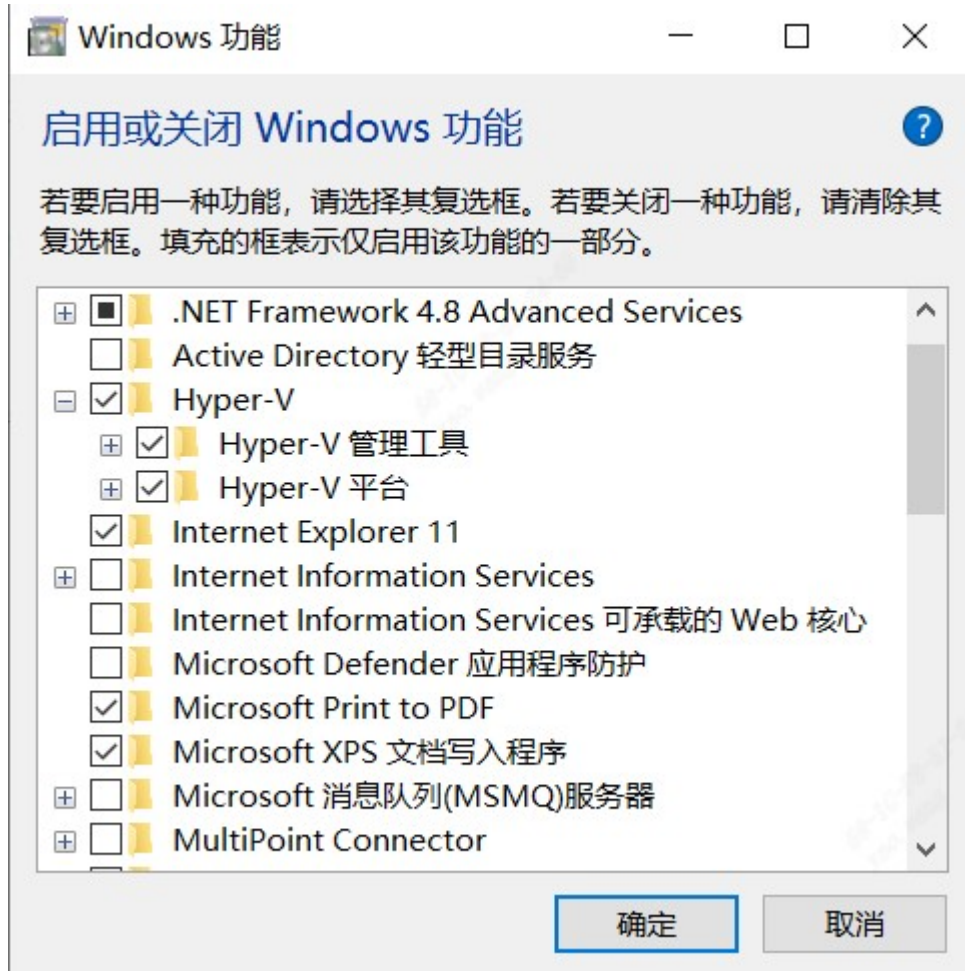 Windows 功能
启用或关闭 Windows 功能
若要启用一种功能，请选择其复选框。若要关闭一种功能，请清除其
复选框。填充的框表示仅启用该功能的一部分。
.NET Framework 4.8 Advanced Services
Active Directory 轻型目录服务
Hyper-V
Hyper-V 管理工具
Hyper-V 平台
Internet Explorer 11
Internet Information Services
Internet Information Services 可承载的 Web 核心
Microsoft Defender 应用程序防护
Microsoft Print to PDF
Microsoft XPS 文档写入程序
Microsoft 消息队列(MSMQ)服务器
MultiPoint Connector
确定
取消